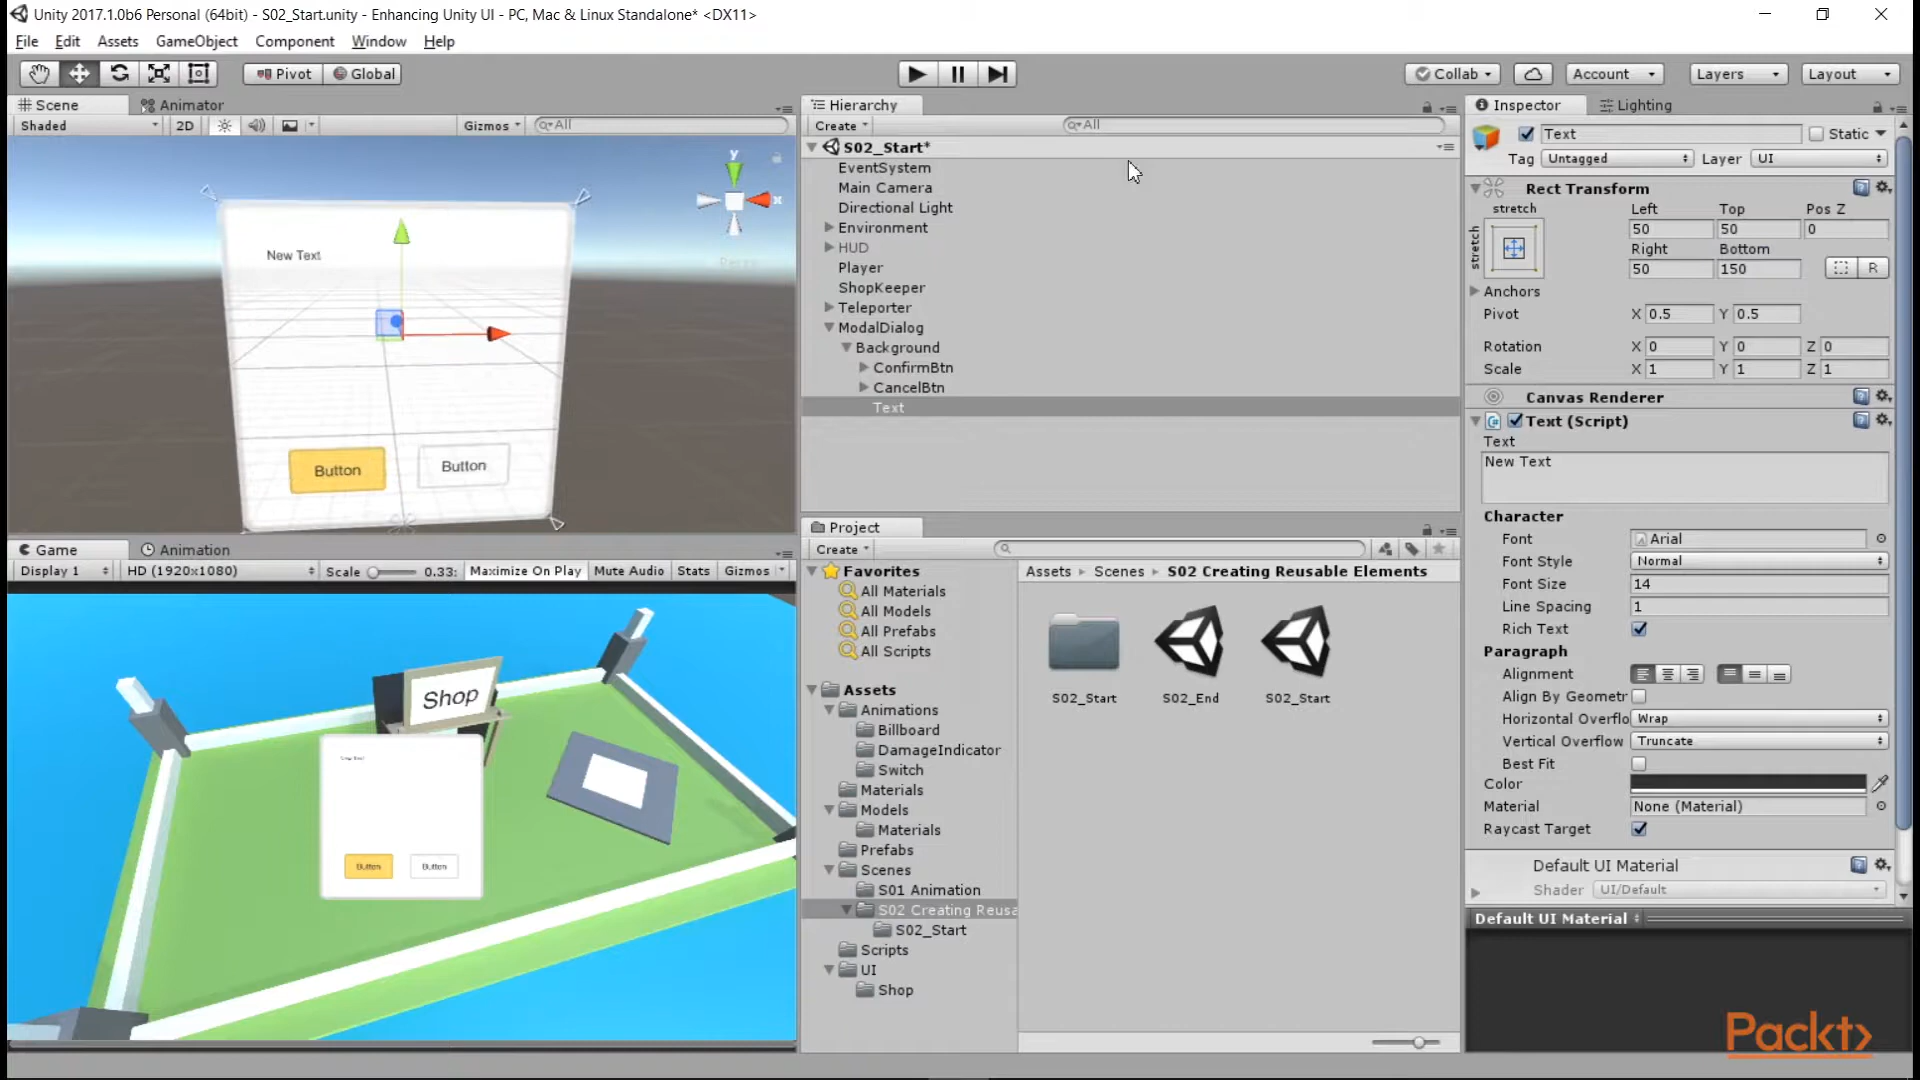 Unity 2017.1.0b6 Personal (64bit) - S02_Start.unity - Enhancing Unity UI - PC, Mac & Linux Standalone* <DX11>
File Edit Assets GameObject Component Window Help
Pivot Global Collab Account Layers Layout
Scene Animator
Shaded 2D Gizmos All
y
x
New Text
Button Button
Game Animation
Display 1 HD (1920x1080) Scale 0.33: Maximize On Play Mute Audio Stats Gizmos
Shop
New Text
Button Button
Hierarchy
Create All
S02_Start*
EventSystem
Main Camera
Directional Light
Environment
HUD
Player
ShopKeeper
Teleporter
ModalDialog
Background
ConfirmBtn
CancelBtn
Text
Project
Create
Favorites
All Materials
All Models
All Prefabs
All Scripts
Assets
Animations
Billboard
DamageIndicator
Switch
Materials
Models
Materials
Prefabs
Scenes
S01 Animation
S02 Creating Reusa
S02_Start
Scripts
UI
Shop
Assets Scenes S02 Creating Reusable Elements
S02_Start S02_End S02_Start
Inspector Lighting
Text Static
Tag Untagged Layer UI
Rect Transform
stretch Left Top Pos Z
stretch
50 50 0
Right Bottom
50 150 R
Anchors
Pivot X 0.5 Y 0.5
Rotation X 0 Y 0 Z 0
Scale X 1 Y 1 Z 1
Canvas Renderer
Text (Script)
Text
New Text
Character
Font Arial
Font Style Normal
Font Size 14
Line Spacing 1
Rich Text
Paragraph
Alignment
Align By Geometr
Horizontal Overflo Wrap
Vertical Overflow Truncate
Best Fit
Color
Material None (Material)
Raycast Target
Default UI Material
Shader UI/Default
Default UI Material
Packt